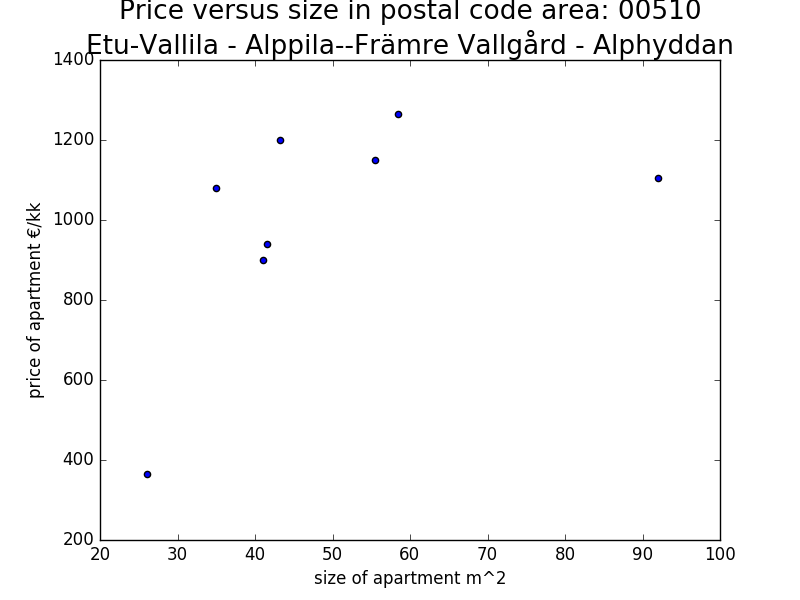 Price versus size in postal code area: 00510
Etu-Vallila - Alppila--Främre Vallgård - Alphyddan
1400
1200
1000
800
600
400
200
price of apartment €/kk
20 30 40 50 60 70 80 90 100
size of apartment m^2